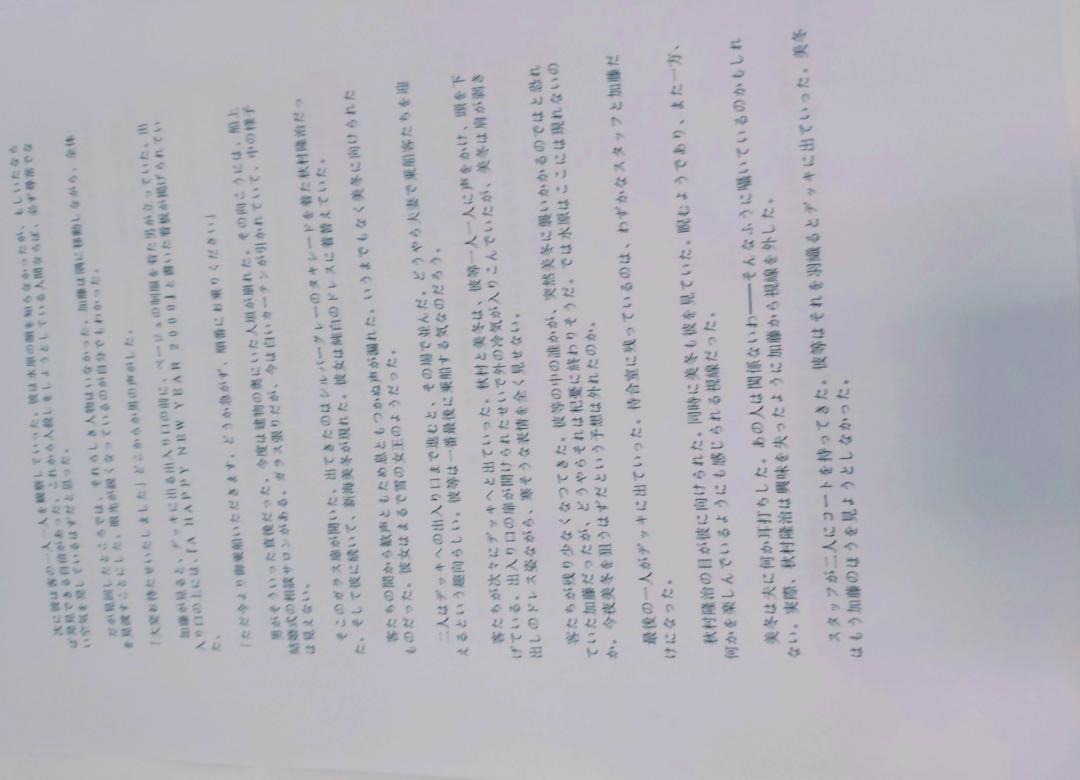 次に彼は客の一人一人を観察していった。彼は水原の顔を知らなかったが、もしいたなら
ば発見できる自信があった。これから人殺しをしようとしている人間ならば、必ず尋常でな
い空気を発しているはずだと思った。
だが見回したところでは、それらしき人物はいなかった。加藤は隅に移動しながら、全体
を見渡すことにした。眼光が鋭くなっているのが自分でもわかった。
「大変お待たせいたしました」どこからか男の声がした。
加藤が見ると、デッキに出る出入り口の前に、ベージュの制服を着た男が立っていた。出
入り口の上には、『A HAPPY NEW YEAR 2000』と書いた看板が掲げられてい
た。
「ただ今より御乗船いただきます。どうか急がず、順番にお乗りください」
男がそういった直後だった。今度は建物の奥にいた人垣が崩れた。その向こうには、船上
結婚式の相談サロンがある。ガラス張りだが、今は白いカーテンが引かれていて、中の様子
は見えない。
そこのガラス扉が開いた。出てきたのはシルバーグレーのタキシードを着た秋村隆治だっ
た。そして彼に続いて、新海美冬が現れた。彼女は純白のドレスに着替えていた。
客たちの間から歓声ともため息ともつかぬ声が漏れた。いうまでもなく美冬に向けられた
ものだった。彼女はまるで雪の女王のようだった。
二人はデッキへの出入り口まで進むと、その場で並んだ。どうやら夫妻で乗船客たちを迎
えるという趣向らしい。彼等は一番最後に乗船する気なのだろう。
客たちが次々にデッキへと出ていった。秋村と美冬は、彼等一人一人に声をかけ、頭を下
げている。出入り口の扉が開けられたせいで外の冷気が入りこんでいたが、美冬は肩が剥き
出しのドレス姿ながら、寒そうな表情を全く見せない。
客たちが残り少なくなってきた。彼等の中の誰かが、突然美冬に襲いかかるのではと恐れ
ていた加藤だったが、どうやらそれは杞憂に終わりそうだ。では水原はここには現れないの
か。今夜美冬を狙うはずだという予想は外れたのか。
最後の一人がデッキに出ていった。待合室に残っているのは、わずかなスタッフと加藤だ
けになった。
秋村隆治の目が彼に向けられた。同時に美冬も彼を見ていた。睨むようであり、また一方、
何かを楽しんでいるようにも感じられる視線だった。
美冬は夫に何か耳打ちした。あの人は関係ないわ――そんなふうに囁いているのかもしれ
ない。実際、秋村隆治は興味を失ったように加藤から視線を外した。
スタッフが二人にコートを持ってきた。彼等はそれを羽織るとデッキに出ていった。美冬
はもう加藤のほうを見ようとしなかった。